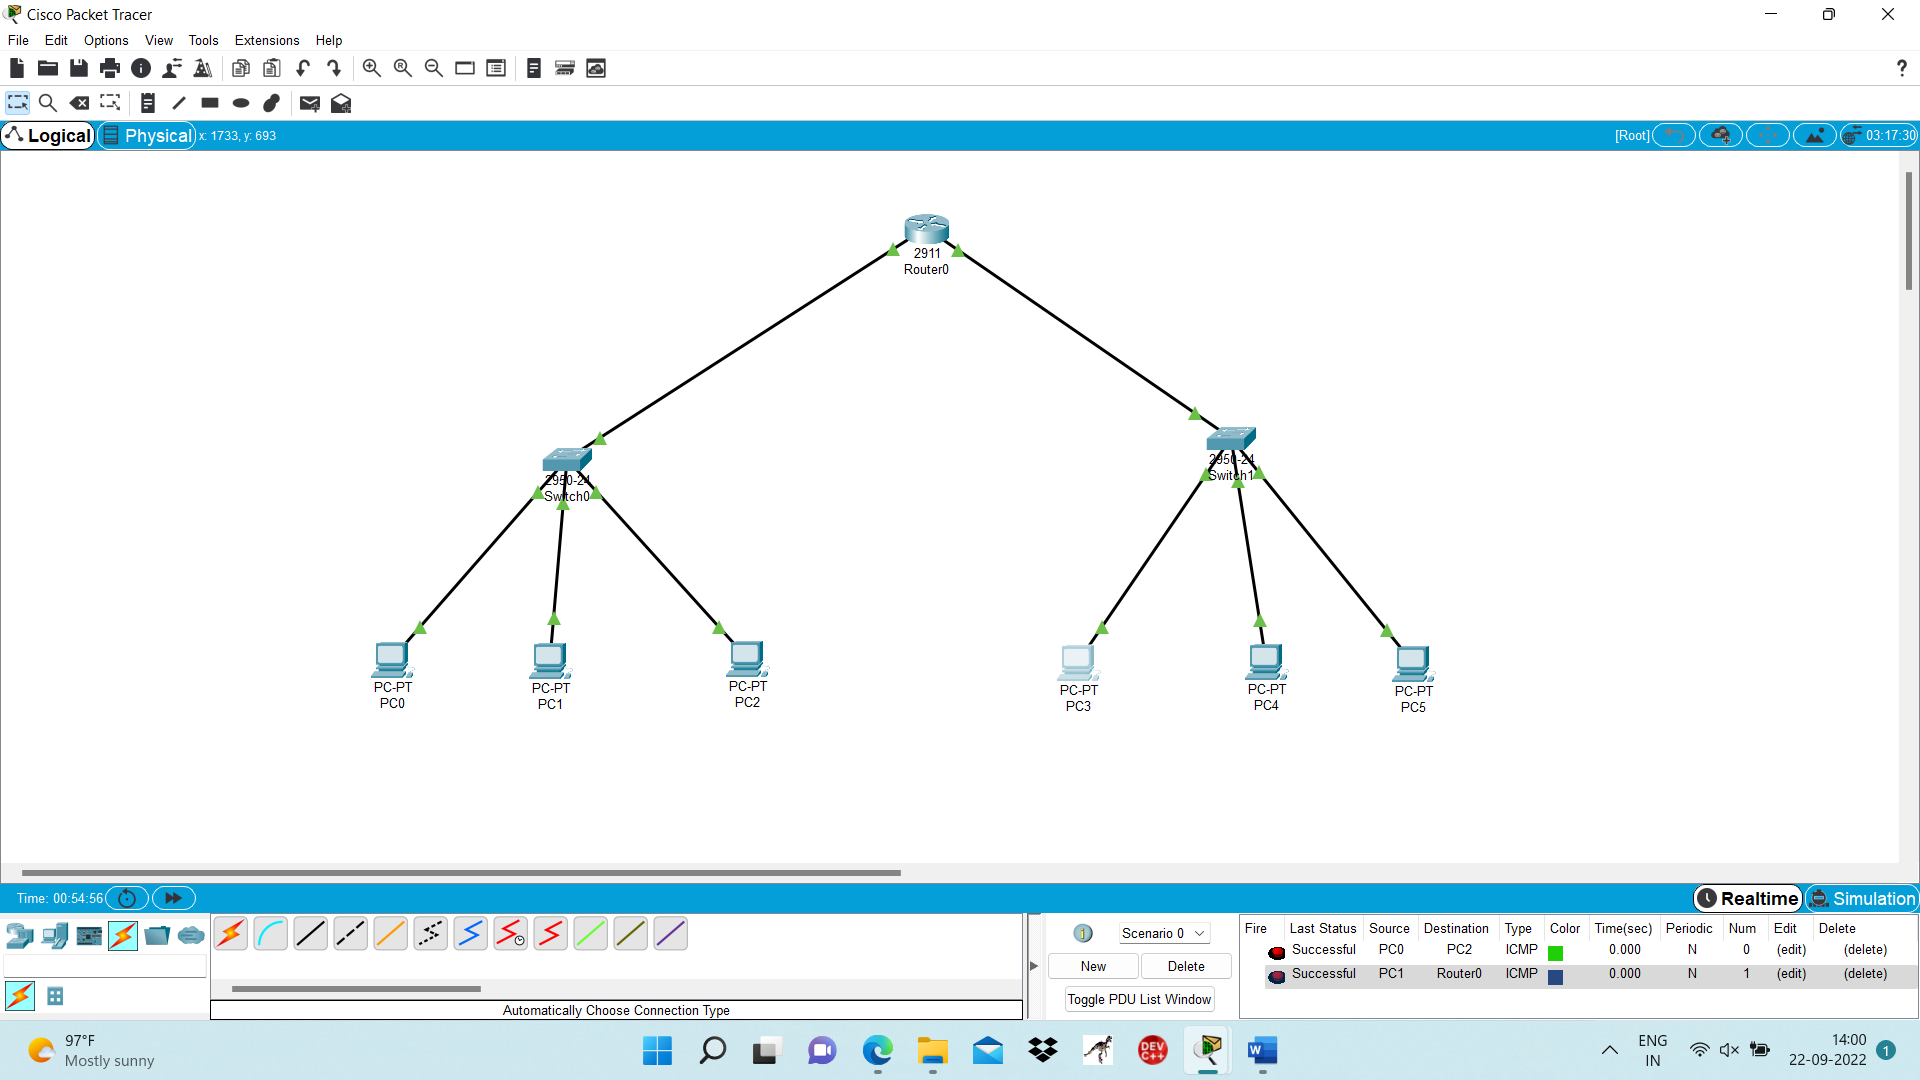 Cisco Packet Tracer
File Edit Options View Tools Extensions Help
?
Logical Physical x: 1733, y: 693 [Root] 03:17:30
2911
Router0
2950-24
Switch0
2950-24
Switch1
PC-PT
PC0
PC-PT
PC1
PC-PT
PC2
PC-PT
PC3
PC-PT
PC4
PC-PT
PC5
Time: 00:54:56 Realtime Simulation
Scenario 0
New Delete
Toggle PDU List Window
Automatically Choose Connection Type
Fire Last Status Source Destination Type Color Time(sec) Periodic Num Edit Delete
Successful PC0 PC2 ICMP 0.000 N 0 (edit) (delete)
Successful PC1 Router0 ICMP 0.000 N 1 (edit) (delete)
97°F
Mostly sunny
DEV
C++
W
ENG
IN
14:00
22-09-2022
1